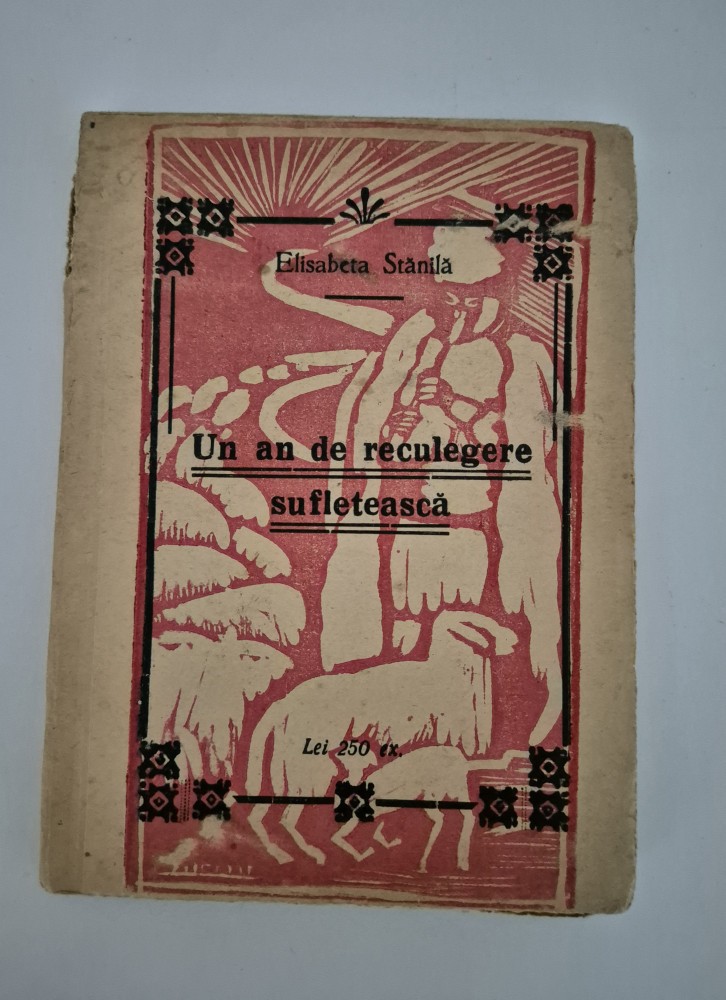 Elisabeta Stănilă
Un an de reculegere
sufletească
Lei 250 ex.